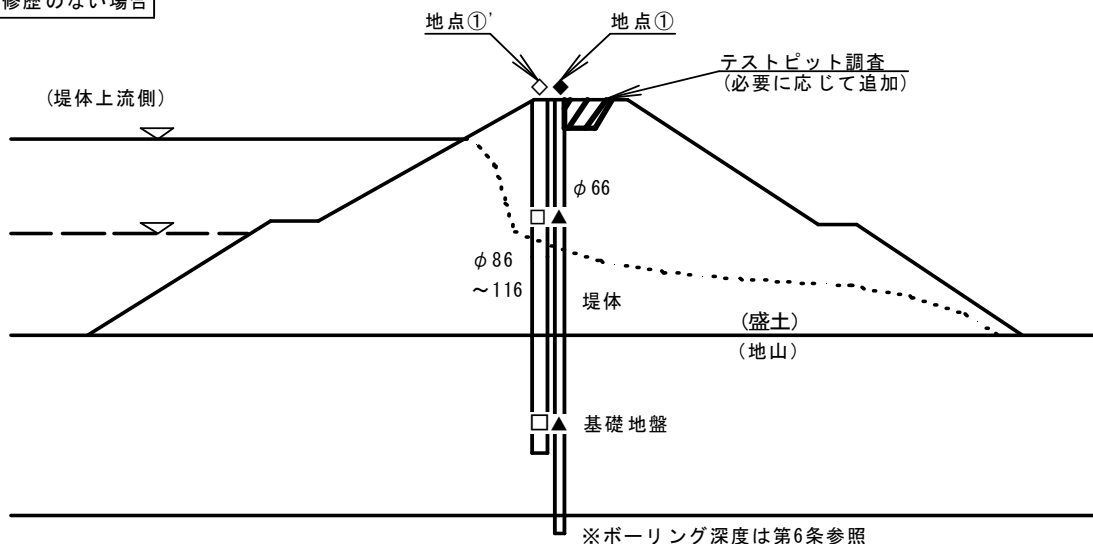 修歴のない場合
地点①'
地点①
テストピット調査
(必要に応じて追加)
(堤体上流側)
φ66
φ86
～116
堤体
(盛土)
(地山)
基礎地盤
※ボーリング深度は第6条参照